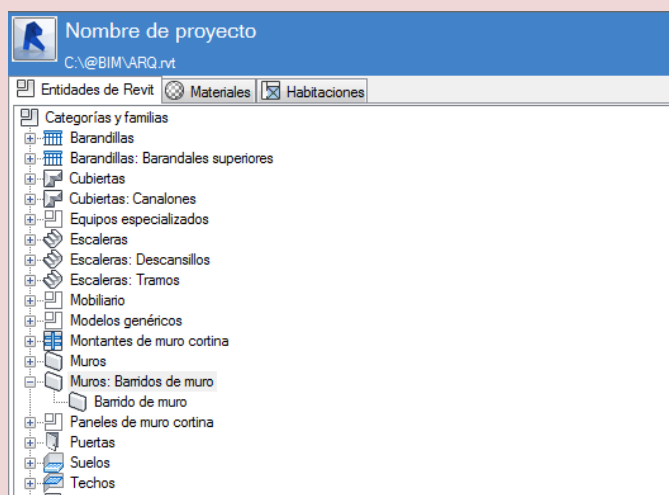 Nombre de proyecto
C:\@BIM\ARQ.rvt
Entidades de Revit Materiales Habitaciones
Categorías y familias
Barandillas
Barandillas: Barandales superiores
Cubiertas
Cubiertas: Canalones
Equipos especializados
Escaleras
Escaleras: Descansillos
Escaleras: Tramos
Mobiliario
Modelos genéricos
Montantes de muro cortina
Muros
Muros: Barridos de muro
Barrido de muro
Paneles de muro cortina
Puertas
Suelos
Techos